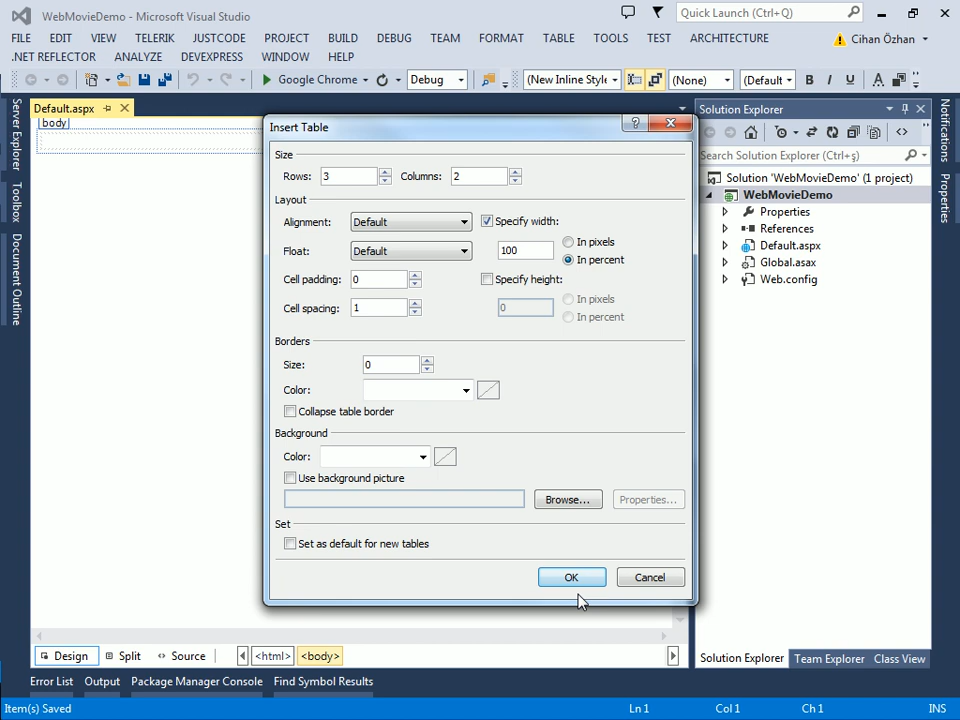 WebMovieDemo - Microsoft Visual Studio
Quick Launch (Ctrl+Q)
FILE EDIT VIEW TELERIK JUSTCODE PROJECT BUILD DEBUG TEAM FORMAT TABLE TOOLS TEST ARCHITECTURE
Cihan Özhan
.NET REFLECTOR ANALYZE DEVEXPRESS WINDOW HELP
Google Chrome Debug (New Inline Style (None) (Default B I U A
Server Explorer
Toolbox
Document Outline
Default.aspx
body
Insert Table
?
Size
Rows: 3 Columns: 2
Layout
Alignment: Default Specify width:
In pixels
Float: Default 100
In percent
Cell padding: 0 Specify height:
In pixels
Cell spacing: 1 0
In percent
Borders
Size: 0
Color:
Collapse table border
Background
Color:
Use background picture
Browse... Properties...
Set
Set as default for new tables
OK Cancel
Solution Explorer
Search Solution Explorer (Ctrl+ş)
Solution 'WebMovieDemo' (1 project)
WebMovieDemo
Properties
References
Default.aspx
Global.asax
Web.config
Notifications
Properties
Design Split Source <html> <body>
Solution Explorer Team Explorer Class View
Error List Output Package Manager Console Find Symbol Results
Item(s) Saved Ln 1 Col 1 Ch 1 INS